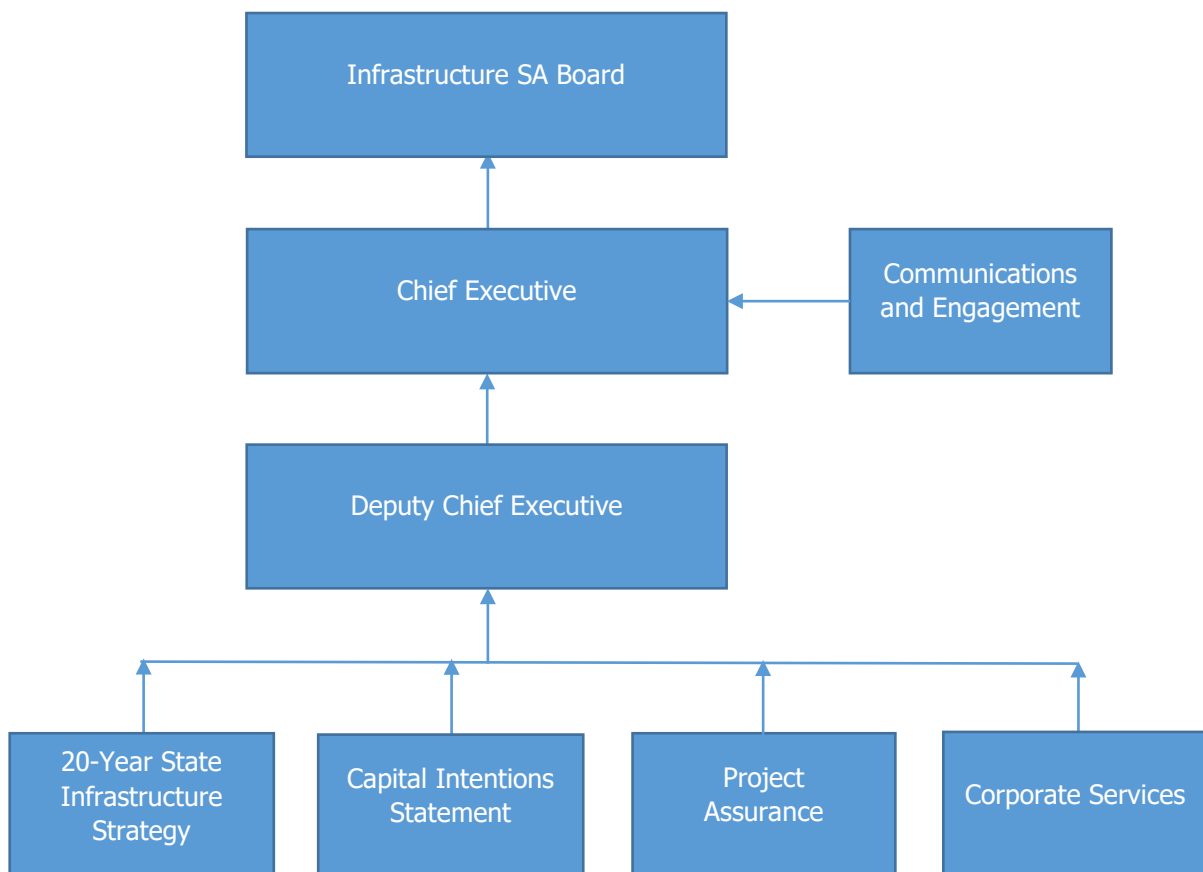 Infrastructure SA Board
Chief Executive
Communications
and Engagement
Deputy Chief Executive
20-Year State
Infrastructure
Strategy
Capital Intentions
Statement
Project
Assurance
Corporate Services